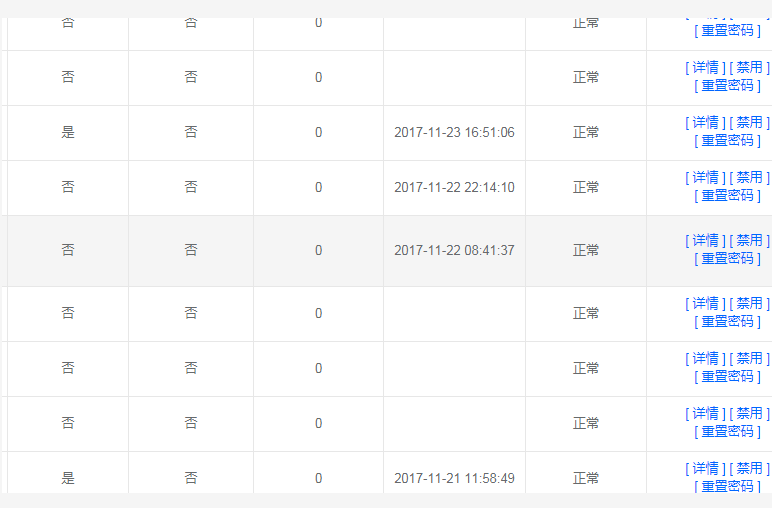 否 否 0 正常
[ 重置密码 ]
否 否 0 正常 [ 详情 ] [ 禁用 ]
[ 重置密码 ]
是 否 0 2017-11-23 16:51:06 正常 [ 详情 ] [ 禁用 ]
[ 重置密码 ]
否 否 0 2017-11-22 22:14:10 正常 [ 详情 ] [ 禁用 ]
[ 重置密码 ]
否 否 0 2017-11-22 08:41:37 正常 [ 详情 ] [ 禁用 ]
[ 重置密码 ]
否 否 0 正常 [ 详情 ] [ 禁用 ]
[ 重置密码 ]
否 否 0 正常 [ 详情 ] [ 禁用 ]
[ 重置密码 ]
否 否 0 正常 [ 详情 ] [ 禁用 ]
[ 重置密码 ]
是 否 0 2017-11-21 11:58:49 正常 [ 详情 ] [ 禁用 ]
[ 重置密码 ]